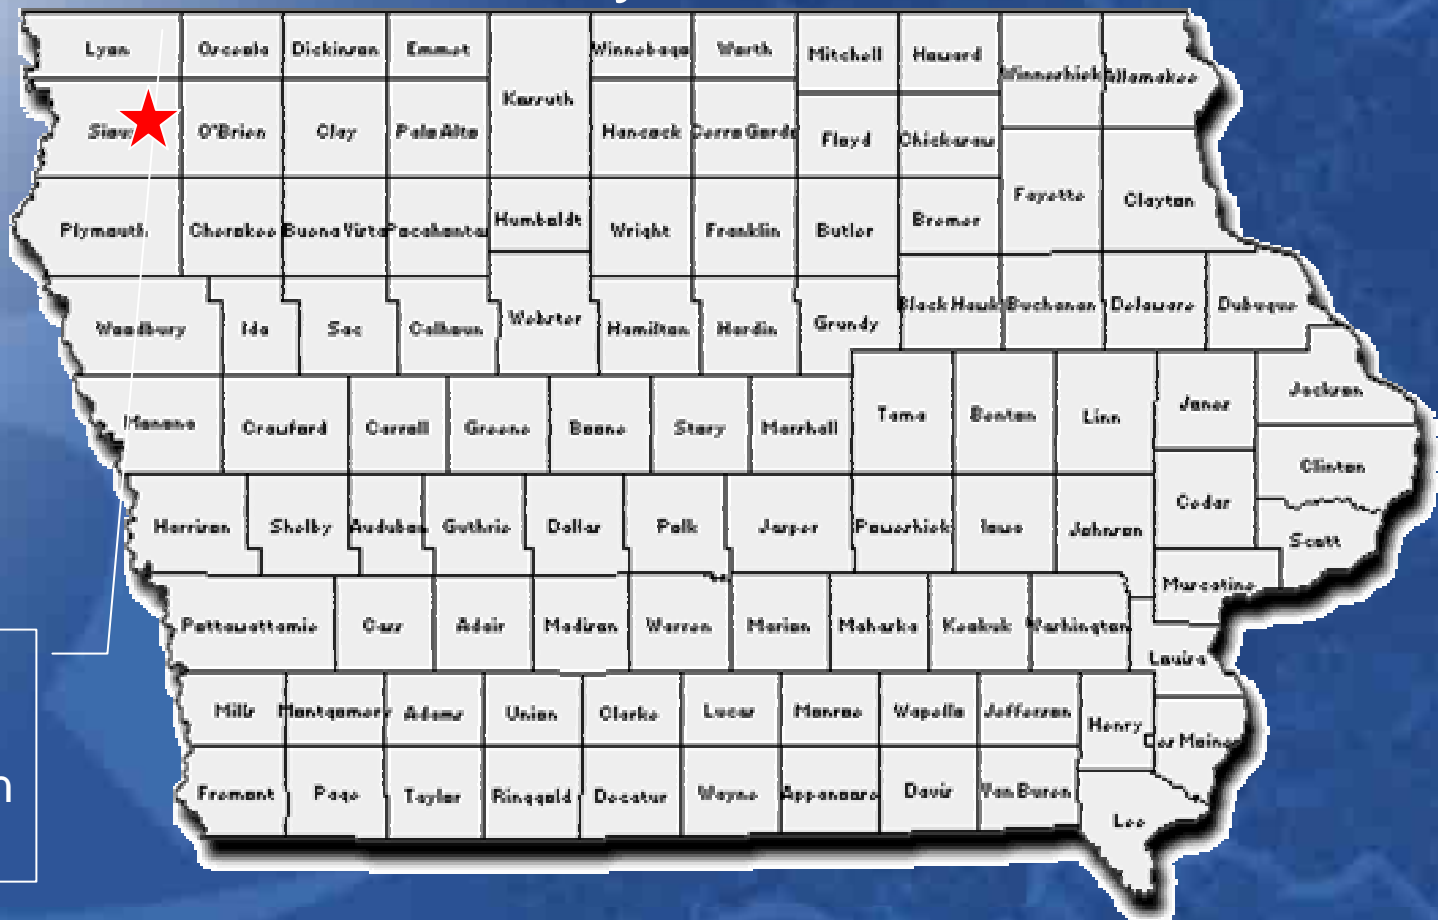 Lyon Osceola Dickinson Emmet Winnebago Worth Mitchell Howard Winneshiek Allamakee
Kossuth
Sioux O'Brien Clay Palo Alto Hancock Cerro Gordo Floyd Chickasaw
Fayette Clayton
Plymouth Cherokee Buena Vista Pocahontas Humboldt Wright Franklin Butler Bremer
Woodbury Ida Sac Calhoun Webster Hamilton Hardin Grundy Black Hawk Buchanan Delaware Dubuque
Monona Crawford Carroll Greene Boone Story Marshall Tama Benton Linn Jones Jackson
Clinton
Harrison Shelby Audubon Guthrie Dallas Polk Jasper Poweshiek Iowa Johnson Cedar
Scott
Muscatine
Pottawattamie Cass Adair Madison Warren Marion Mahaska Keokuk Washington
Louisa
Mills Montgomery Adams Union Clarke Lucas Monroe Wapello Jefferson Henry Des Moines
Fremont Page Taylor Ringgold Decatur Wayne Appanoose Davis Van Buren
Lee